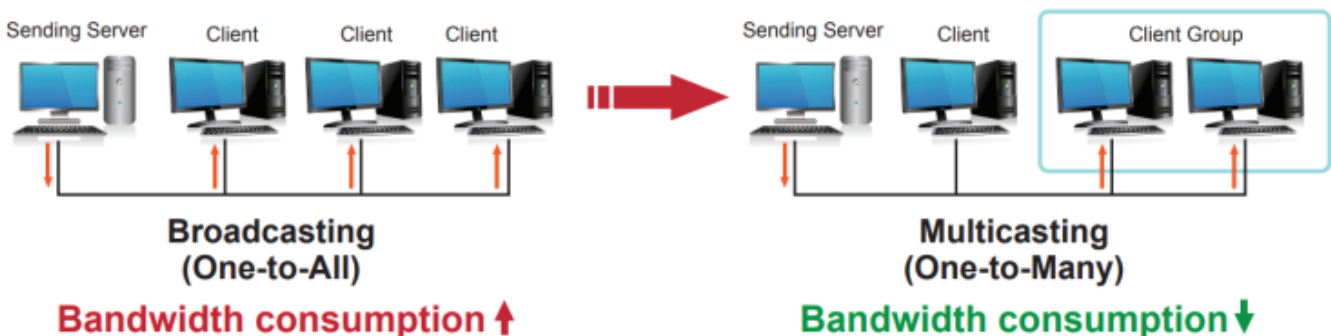 Sending Server
Client
Client
Client
Broadcasting
(One-to-All)
Bandwidth consumption
Sending Server
Client
Client Group
Multicasting
(One-to-Many)
Bandwidth consumption